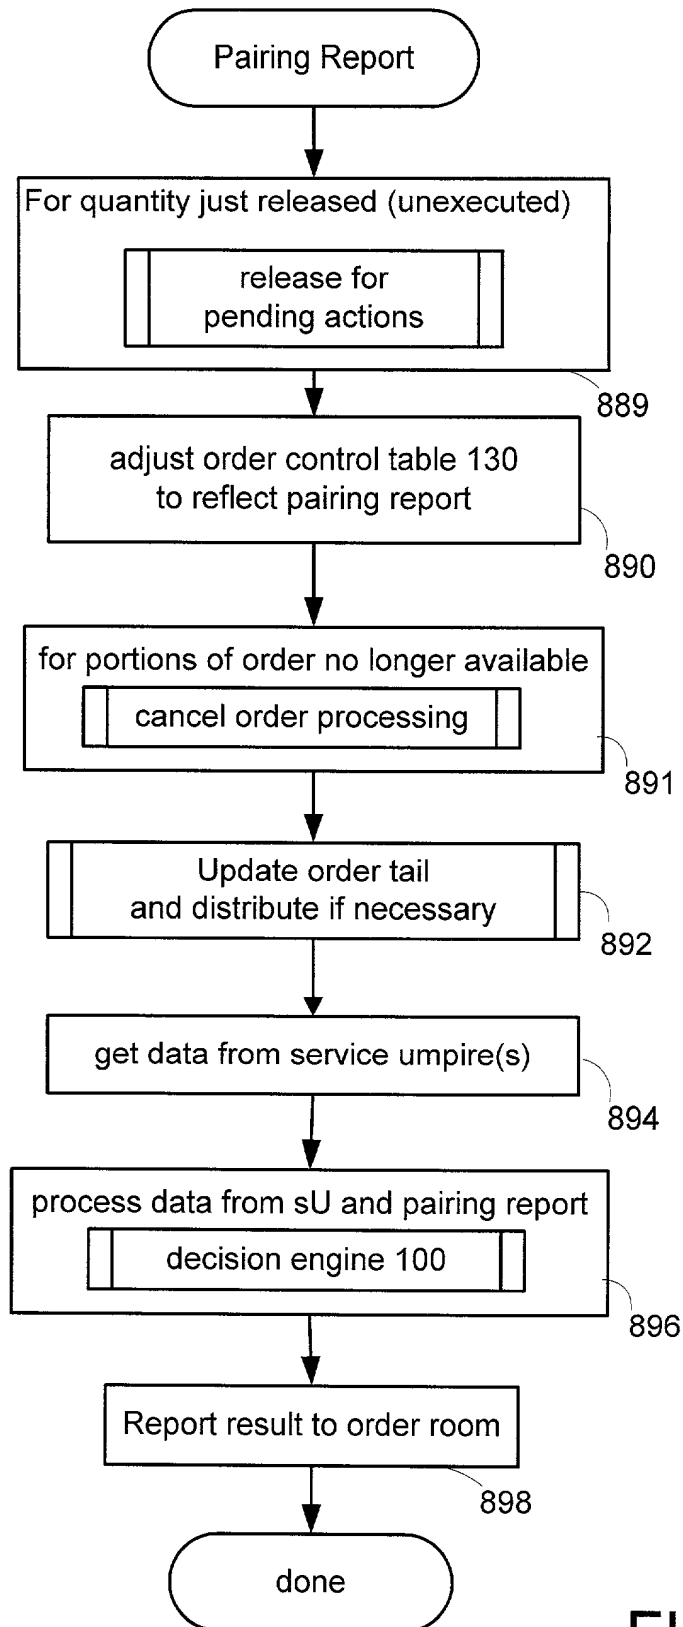 Pairing Report
For quantity just released (unexecuted)
release for
pending actions
889
adjust order control table 130
to reflect pairing report
890
for portions of order no longer available
cancel order processing
891
Update order tail
and distribute if necessary
892
get data from service umpire(s)
894
process data from sU and pairing report
decision engine 100
896
Report result to order room
898
done